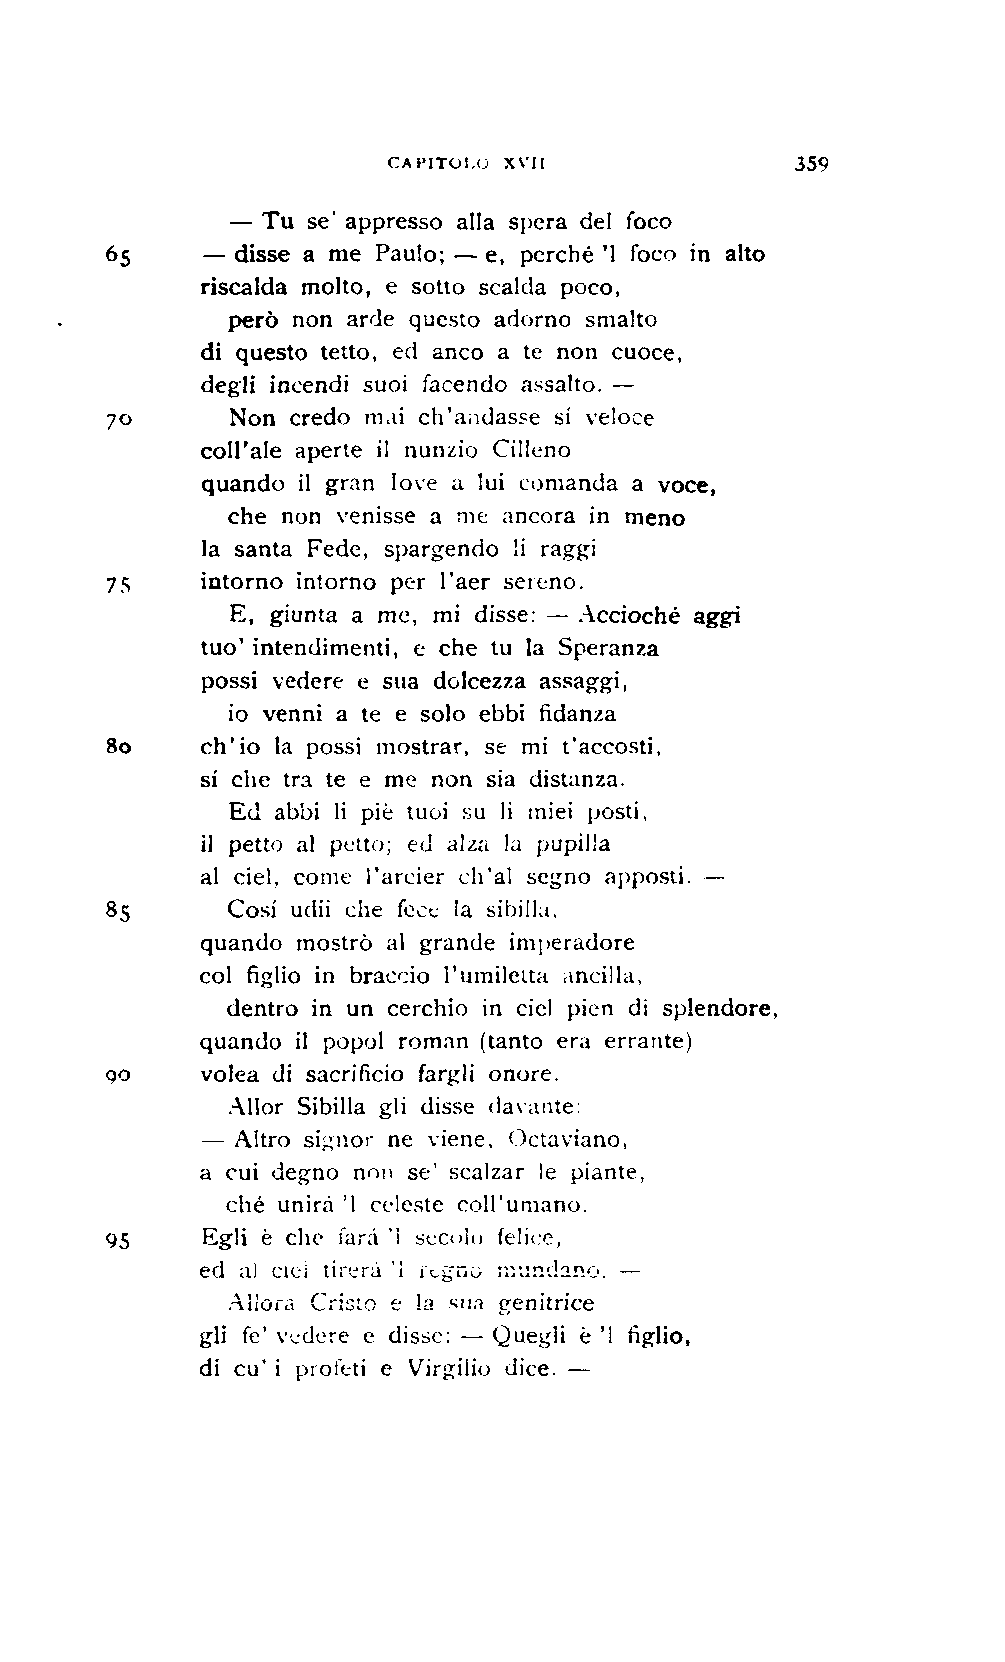 CAPITOLO XVII 359
— Tu se' appresso alla spera del foco
65 — disse a me Paulo; — e, perché 'l foco in alto
riscalda molto, e sotto scalda poco,
però non arde questo adorno smalto
di questo tetto, ed anco a te non cuoce,
degli incendi suoi facendo assalto. —
70 Non credo mai ch'andasse sí veloce
coll'ale aperte il nunzio Cilleno
quando il gran Iove a lui comanda a voce,
che non venisse a me ancora in meno
la santa Fede, spargendo li raggi
75 intorno intorno per l'aer sereno.
E, giunta a me, mi disse: — Accioché aggi
tuo' intendimenti, e che tu la Speranza
possi vedere e sua dolcezza assaggi,
io venni a te e solo ebbi fidanza
80 ch'io la possi mostrar, se mi t'accosti,
sí che tra te e me non sia distanza.
Ed abbi li piè tuoi su li miei posti,
il petto al petto; ed alza la pupilla
al ciel, come l'arcier ch'al segno apposti. —
85 Cosí udii che fece la sibilla,
quando mostrò al grande imperadore
col figlio in braccio l'umiletta ancilla,
dentro in un cerchio in ciel pien di splendore,
quando il popol roman (tanto era errante)
90 volea di sacrificio fargli onore.
Allor Sibilla gli disse davante:
— Altro signor ne viene, Octaviano,
a cui degno non se' scalzar le piante,
ché unirá 'l celeste coll'umano.
95 Egli è che fará 'l secolo felice,
ed al ciel tirerá 'l regno mundano. —
Allora Cristo e la sua genitrice
gli fe' vedere e disse: — Quegli è 'l figlio,
di cu' i profeti e Virgilio dice. —